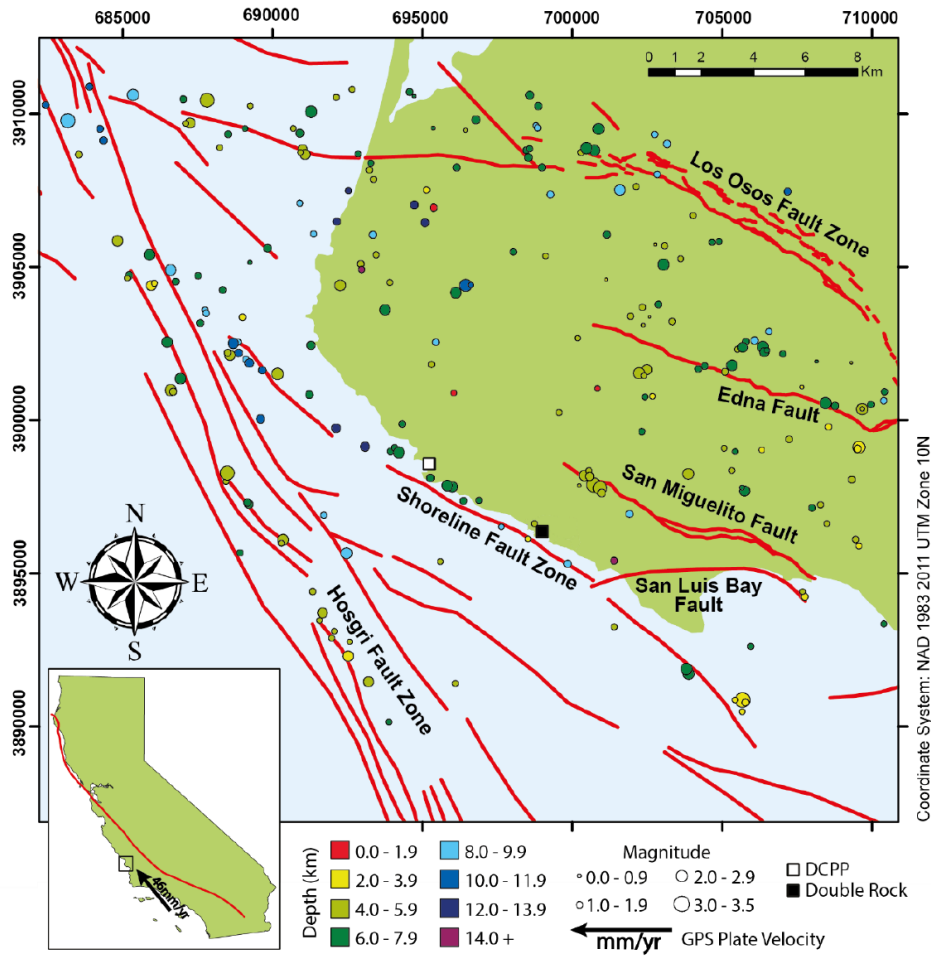 685000
690000
695000
700000
705000
710000
3910000
3905000
3900000
3895000
3890000
0 1 2 4 6 8
Km
Los Osos Fault Zone
Edna Fault
San Miguelito Fault
Shoreline Fault Zone
San Luis Bay
Fault
Hosgri Fault Zone
N
W
E
S
46mm/yr
Coordinate System: NAD 1983 2011 UTM Zone 10N
Depth (km)
0.0 - 1.9
2.0 - 3.9
4.0 - 5.9
6.0 - 7.9
8.0 - 9.9
10.0 - 11.9
12.0 - 13.9
14.0 +
Magnitude
0.0 - 0.9
1.0 - 1.9
2.0 - 2.9
3.0 - 3.5
mm/yr
GPS Plate Velocity
DCPP
Double Rock